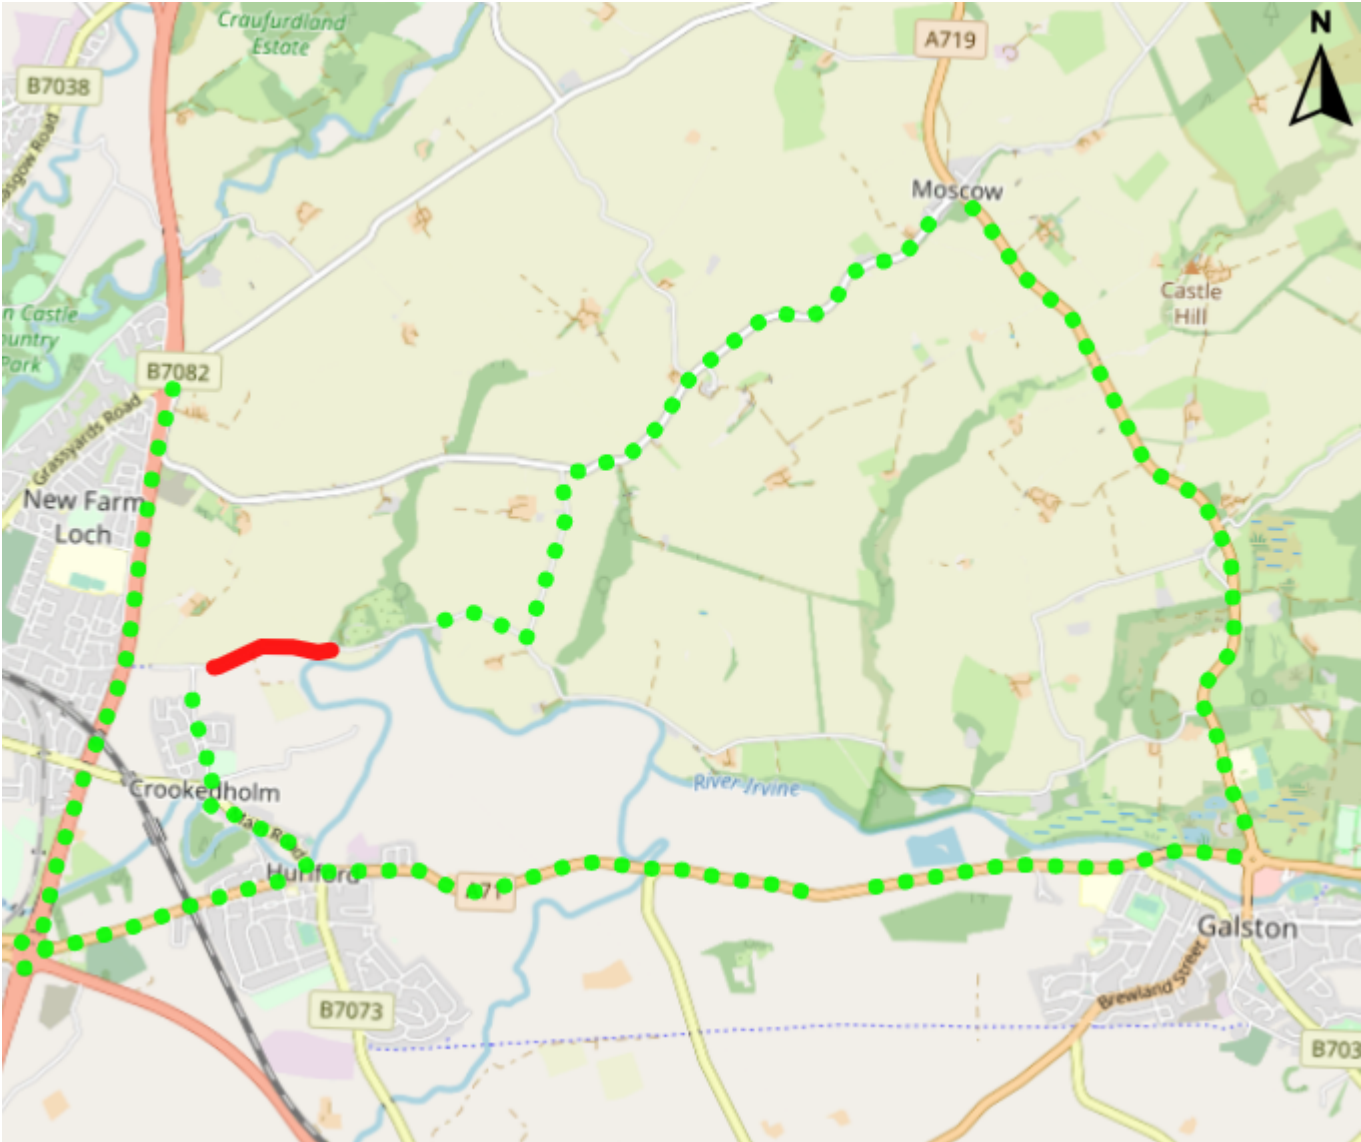 Craufurdland
Estate
N
A719
B7038
Moscow
Castle
Hill
n Castle
ountry
Park
B7082
Grassyards Road
New Farm
Loch
River Irvine
Crookedholm
Main Road
Hurlford
A71
Galston
Brewland Street
B7073
B703